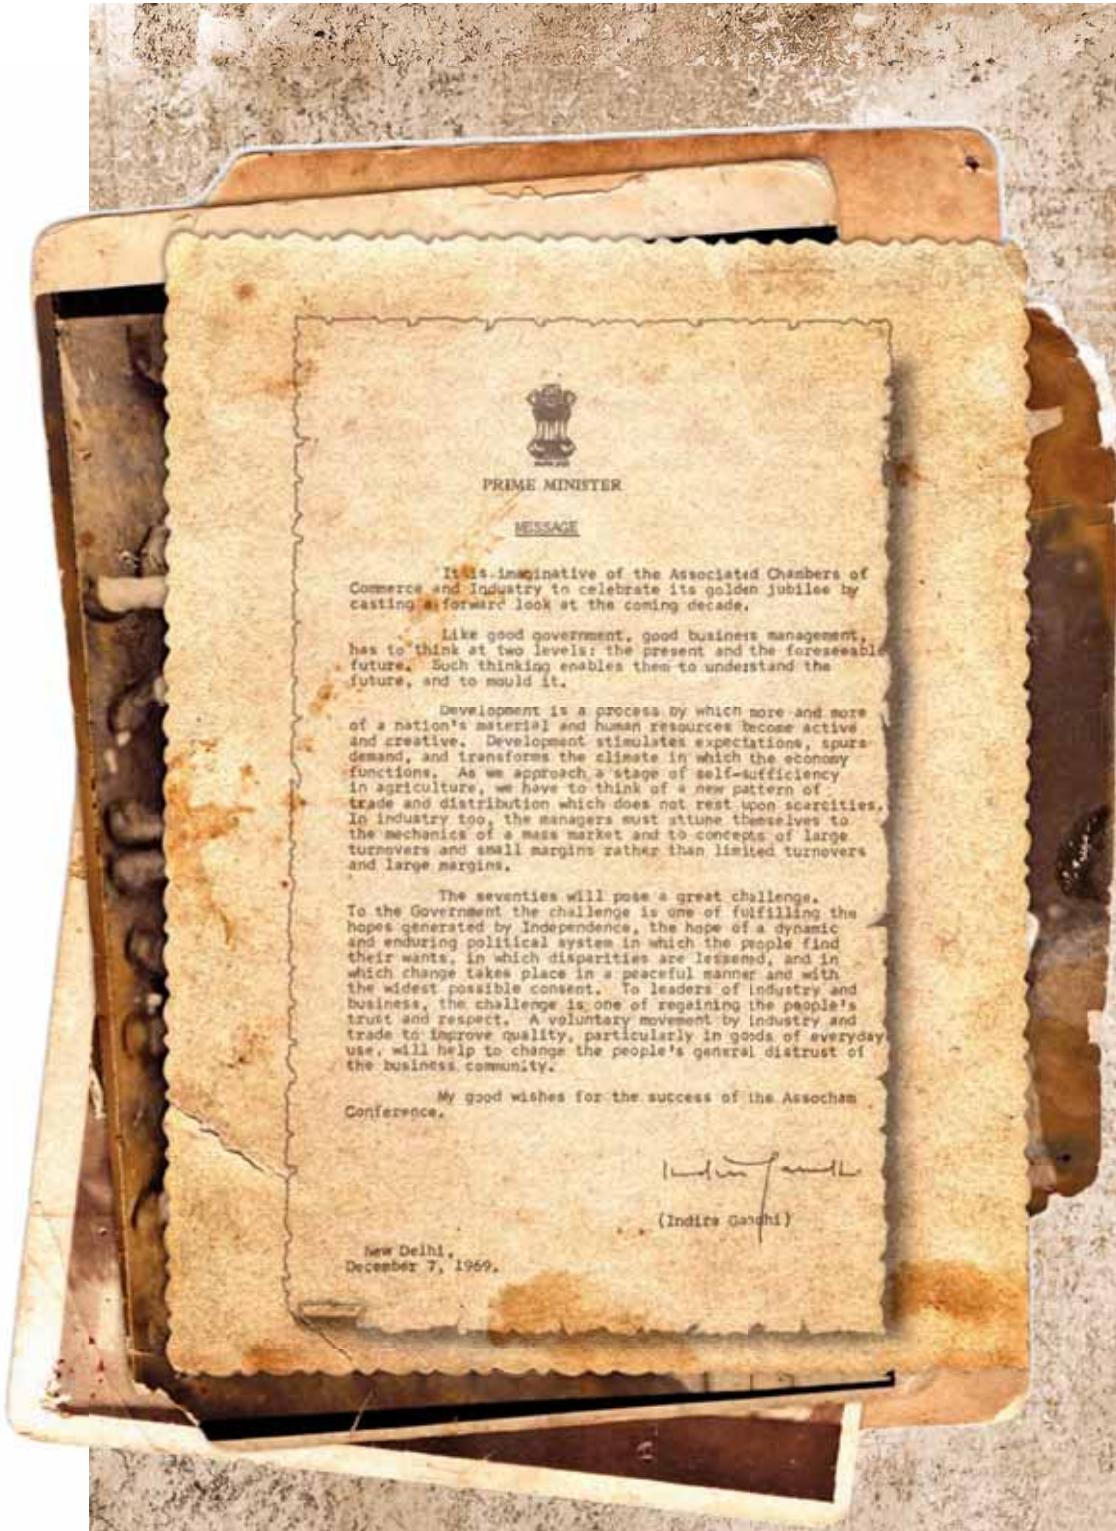 PRIME MINISTER
MESSAGE
It is imaginative of the Associated Chambers of
Commerce and Industry to celebrate its golden jubilee by
casting a forward look at the coming decade.
Like good government, good business management,
has to think at two levels: the present and the foreseeable
future. Such thinking enables them to understand the
future, and to mould it.
Development is a process by which more and more
of a nation's material and human resources become active
and creative. Development stimulates expectations, spurs
demand, and transforms the climate in which the economy
functions. As we approach a stage of self-sufficiency
in agriculture, we have to think of a new pattern of
trade and distribution which does not rest upon scarcities.
In industry too, the managers must attune themselves to
the mechanics of a mass market and to concepts of large
turnovers and small margins rather than limited turnovers
and large margins.
The seventies will pose a great challenge.
To the Government the challenge is one of fulfilling the
hopes generated by Independence, the hope of a dynamic
and enduring political system in which the people find
their wants, in which disparities are lessened, and in
which change takes place in a peaceful manner and with
the widest possible consent. To leaders of industry and
business, the challenge is one of regaining the people's
trust and respect. A voluntary movement by industry and
trade to improve quality, particularly in goods of everyday
use, will help to change the people's general distrust of
the business community.
My good wishes for the success of the Assocham
Conference.
Indira Gandhi
(Indira Gandhi)
New Delhi,
December 7, 1969.